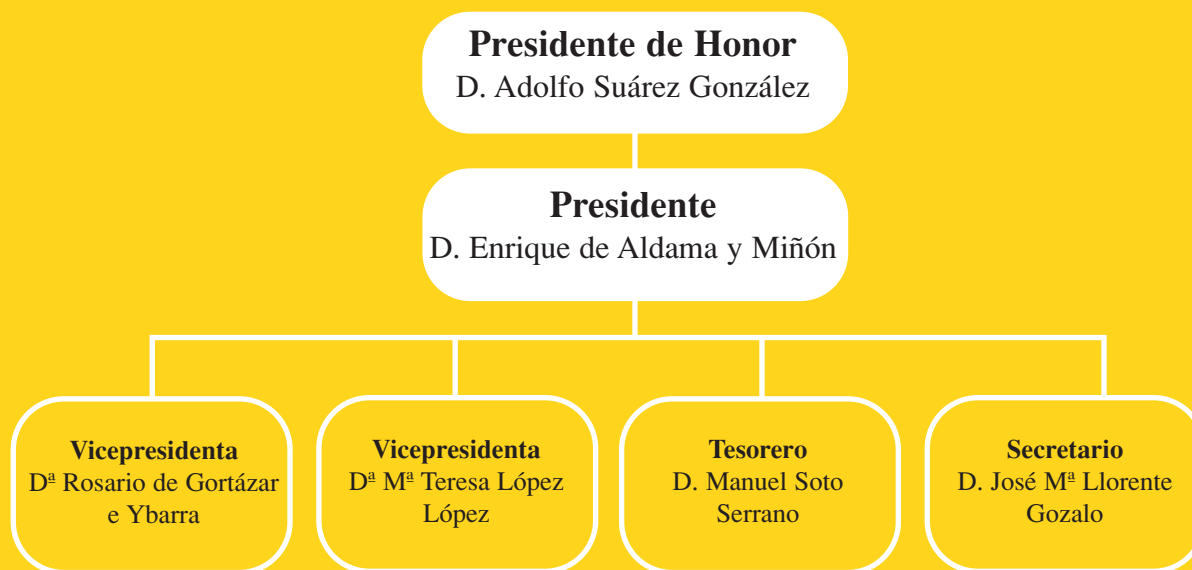 Presidente de Honor
D. Adolfo Suárez González
Presidente
D. Enrique de Aldama y Miñón
Vicepresidenta
Dª Rosario de Gortázar
e Ybarra
Vicepresidenta
Dª Mª Teresa López
López
Tesorero
D. Manuel Soto
Serrano
Secretario
D. José Mª Llorente
Gozalo